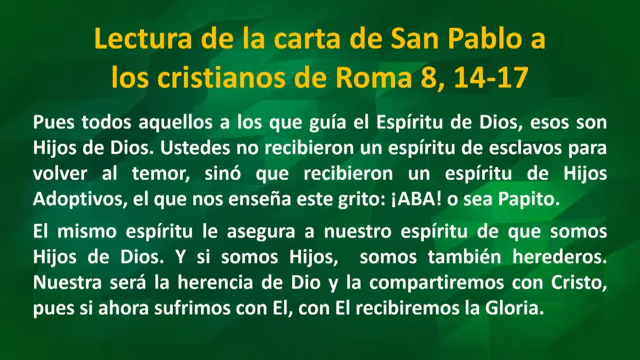 Lectura de la carta de San Pablo a
los cristianos de Roma 8, 14-17
Pues todos aquellos a los que guía el Espíritu de Dios, esos son
Hijos de Dios. Ustedes no recibieron un espíritu de esclavos para
volver al temor, sinó que recibieron un espíritu de Hijos
Adoptivos, el que nos enseña este grito: ¡ABA! o sea Papito.
El mismo espíritu le asegura a nuestro espíritu de que somos
Hijos de Dios. Y si somos Hijos, somos también herederos.
Nuestra será la herencia de Dio y la compartiremos con Cristo,
pues si ahora sufrimos con El, con El recibiremos la Gloria.